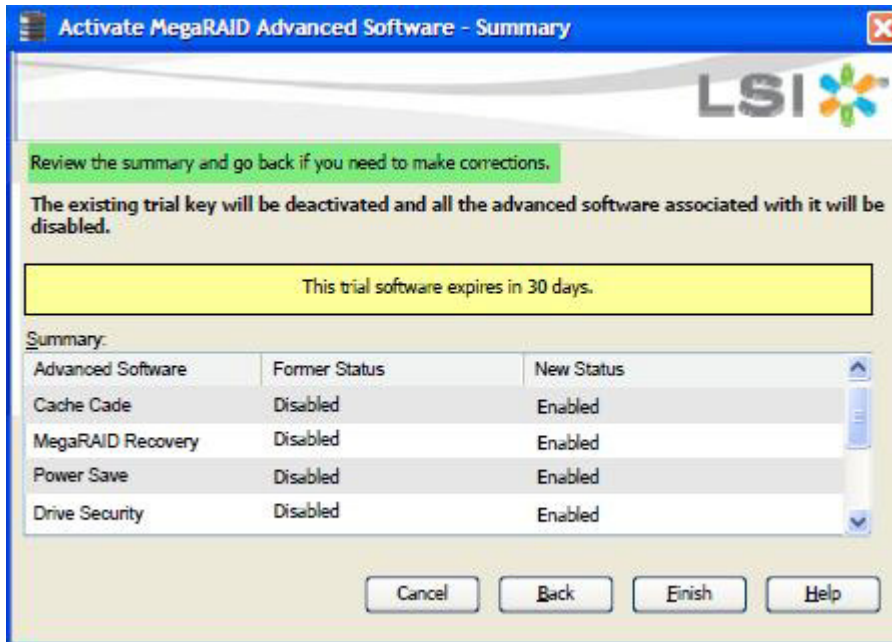 Activate MegaRAID Advanced Software - Summary
LSI
Review the summary and go back if you need to make corrections.
The existing trial key will be deactivated and all the advanced software associated with it will be
disabled.
This trial software expires in 30 days.
Summary:
Advanced Software Former Status New Status
Cache Cade Disabled Enabled
MegaRAID Recovery Disabled Enabled
Power Save Disabled Enabled
Drive Security Disabled Enabled
Cancel Back Finish Help